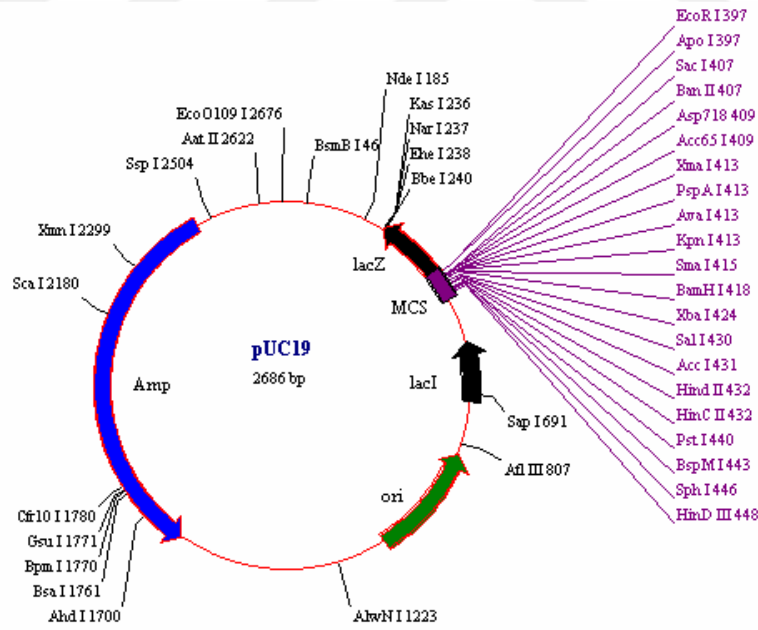 EcoR I 397
Apo I 397
Sac I 407
Ban II 407
Asp718 409
Acc65 I 409
Xma I 413
PspA I 413
Ava I 413
Kpn I 413
Sma I 415
BamH I 418
Xba I 424
Sal I 430
Acc I 431
Hind II 432
HinC II 432
Pst I 440
BspM I 443
Sph I 446
HinD III 448
Nde I 185
Kas I 236
Nar I 237
Ehe I 238
Bbe I 240
EcoO109 I 2676
Aat II 2622
BsmB I 46
Ssp I 2504
Xmn I 2299
Sca I 2180
lacZ
MCS
pUC19
2686 bp
Amp
lacI
Sap I 691
Afl III 807
ori
Cfr10 I 1780
Gsu I 1771
Bpm I 1770
Bsa I 1761
Ahd I 1700
AlwN I 1223